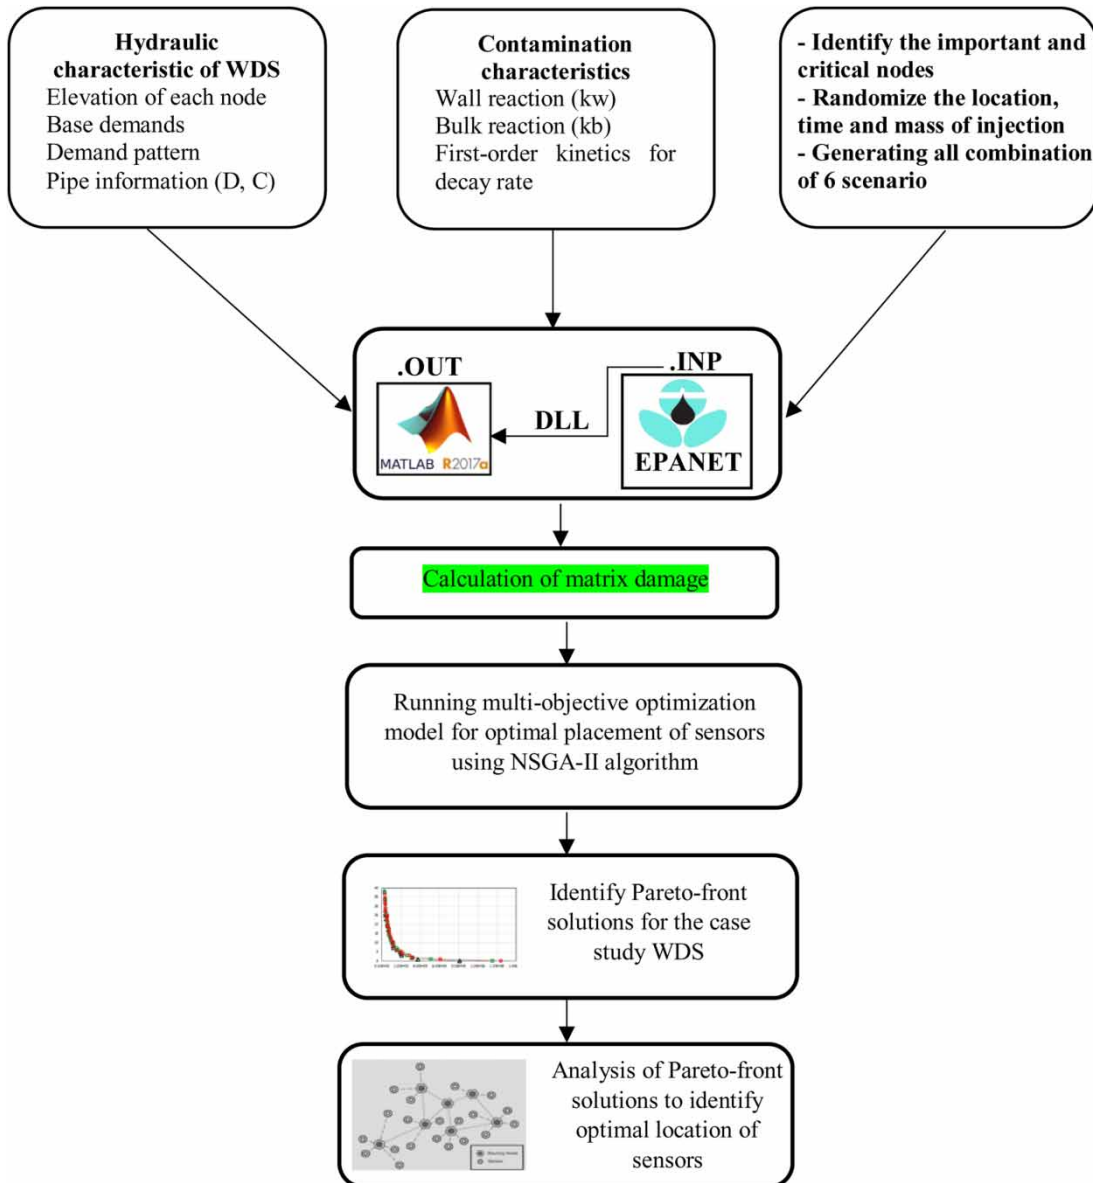 Hydraulic
characteristic of WDS
Elevation of each node
Base demands
Demand pattern
Pipe information (D, C)
Contamination
characteristics
Wall reaction (kw)
Bulk reaction (kb)
First-order kinetics for
decay rate
- Identify the important and
critical nodes
- Randomize the location,
time and mass of injection
- Generating all combination
of 6 scenario
.OUT
.INP
DLL
MATLAB R2017a
EPANET
Calculation of matrix damage
Running multi-objective optimization
model for optimal placement of sensors
using NSGA-II algorithm
Identify Pareto-front
solutions for the case
study WDS
Analysis of Pareto-front
solutions to identify
optimal location of
sensors